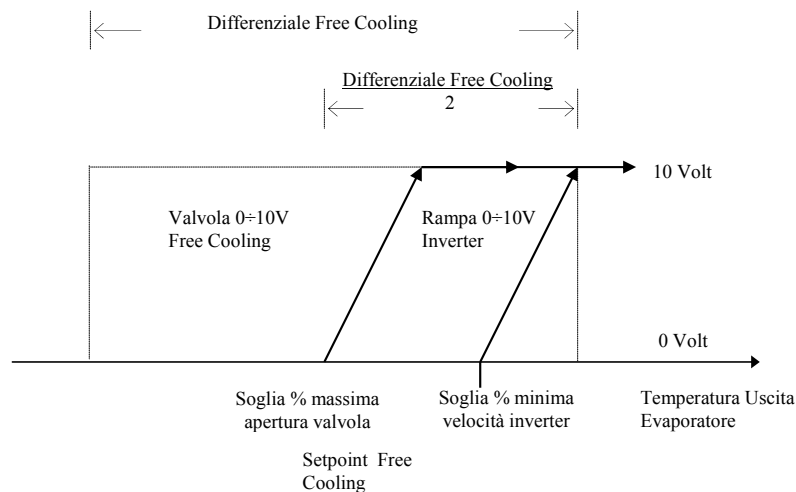 Differenziale Free Cooling
Differenziale Free Cooling
2
10 Volt
Valvola 0÷10V
Free Cooling
Rampa 0÷10V
Inverter
0 Volt
Soglia % massima
apertura valvola
Soglia % minima
velocità inverter
Temperatura Uscita
Evaporatore
Setpoint Free
Cooling